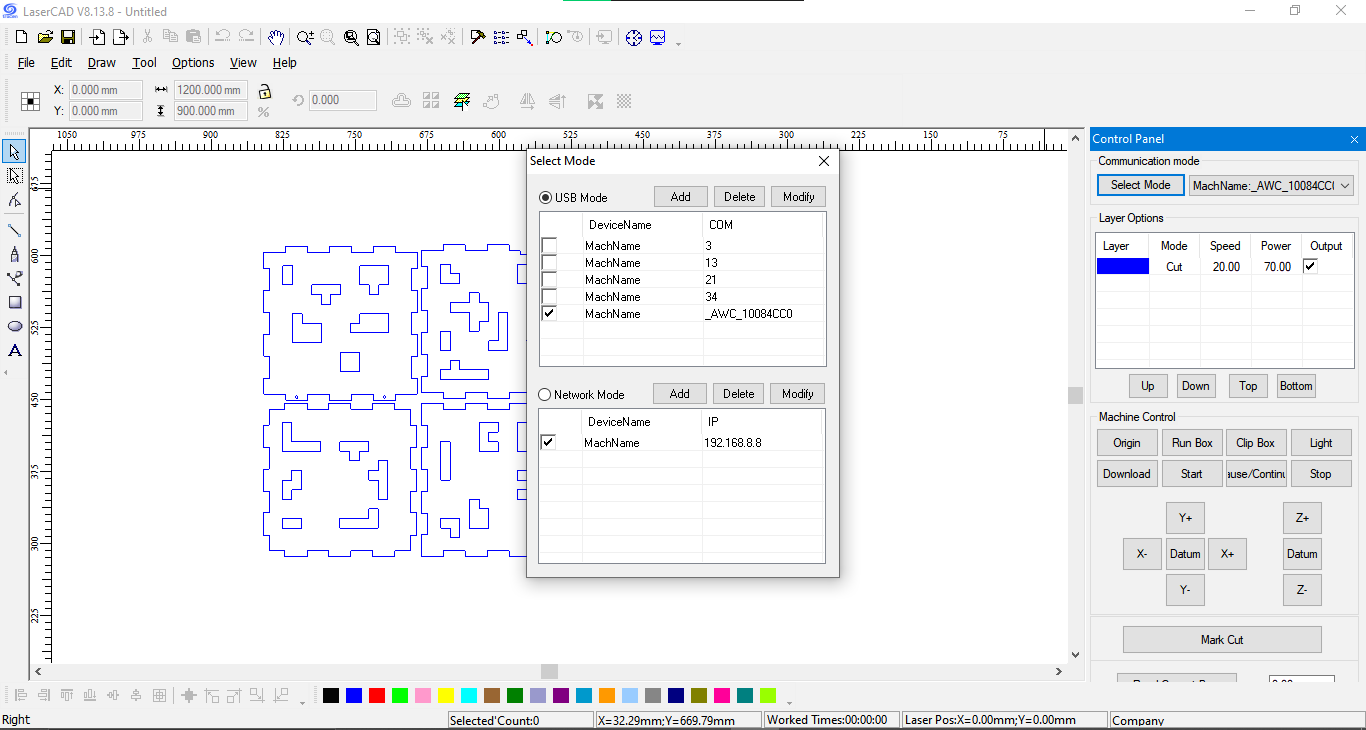 LaserCAD V8.13.8 - Untitled
File Edit Draw Tool Options View Help
X: 0.000 mm 1200.000 mm 0.000
Y: 0.000 mm 900.000 mm %
1050 975 900 825 750 675 600 525 450 375 300 225 150 75
675
600
525
450
375
300
225
A
Select Mode
USB Mode Add Delete Modify
DeviceName COM
MachName 3
MachName 13
MachName 21
MachName 34
MachName _AWC_10084CC0
Network Mode Add Delete Modify
DeviceName IP
MachName 192.168.8.8
Control Panel
Communication mode
Select Mode MachName:_AWC_10084CC(
Layer Options
Layer Mode Speed Power Output
Cut 20.00 70.00
Up Down Top Bottom
Machine Control
Origin Run Box Clip Box Light
Download Start ause/Continu Stop
Y+ Z+
X- Datum X+ Datum
Y- Z-
Mark Cut
Right Selected'Count:0 X=32.29mm;Y=669.79mm Worked Times:00:00:00 Laser Pos:X=0.00mm;Y=0.00mm Company